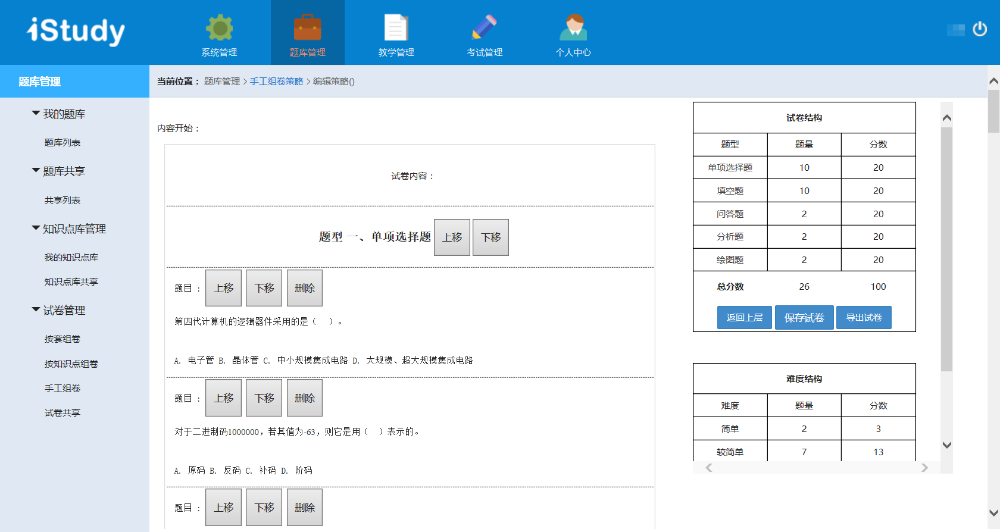 iStudy
系统管理
题库管理
教学管理
考试管理
个人中心
题库管理
我的题库
题库列表
题库共享
共享列表
知识点库管理
我的知识点库
知识点库共享
试卷管理
按套组卷
按知识点组卷
手工组卷
试卷共享
当前位置： 题库管理 > 手工组卷策略 > 编辑策略()
内容开始：
试卷内容：
题型 一、单项选择题 上移 下移
题目 ： 上移 下移 删除
第四代计算机的逻辑器件采用的是（ ）。
A. 电子管 B. 晶体管 C. 中小规模集成电路 D. 大规模、超大规模集成电路
题目 ： 上移 下移 删除
对于二进制码1000000，若其值为-63，则它是用（ ）表示的。
A. 原码 B. 反码 C. 补码 D. 阶码
题目 ： 上移 下移 删除
试卷结构
题型 题量 分数
单项选择题 10 20
填空题 10 20
问答题 2 20
分析题 2 20
绘图题 2 20
总分数 26 100
返回上层 保存试卷 导出试卷
难度结构
难度 题量 分数
简单 2 3
较简单 7 13